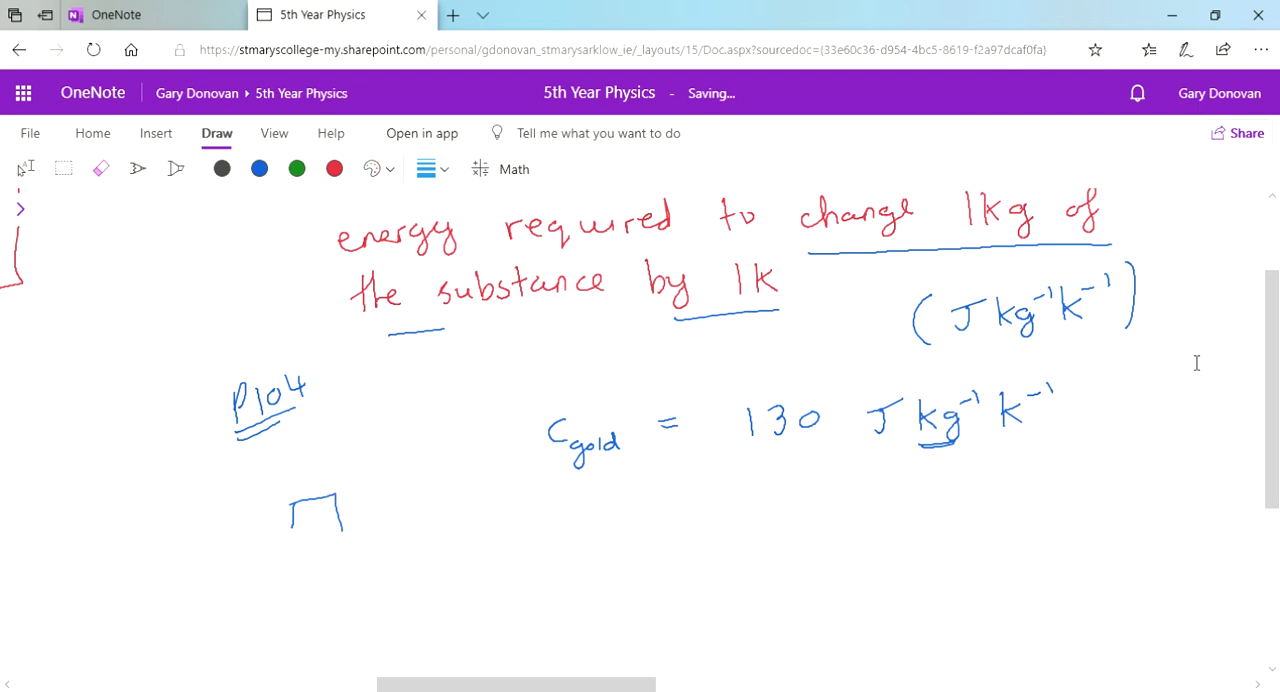 OneNote
5th Year Physics
https://stmaryscollege-my.sharepoint.com/personal/gdonovan_stmarysarklow_ie/_layouts/15/Doc.aspx?sourcedoc={33e60c36-d954-4bc5-8619-f2a97dcaf0fa}
OneNote Gary Donovan › 5th Year Physics 5th Year Physics - Saving... Gary Donovan
File Home Insert Draw View Help Open in app Tell me what you want to do Share
Math
energy required to change 1kg of
the substance by 1K
(J kg⁻¹ K⁻¹)
P104
c_gold = 130 J kg⁻¹ K⁻¹